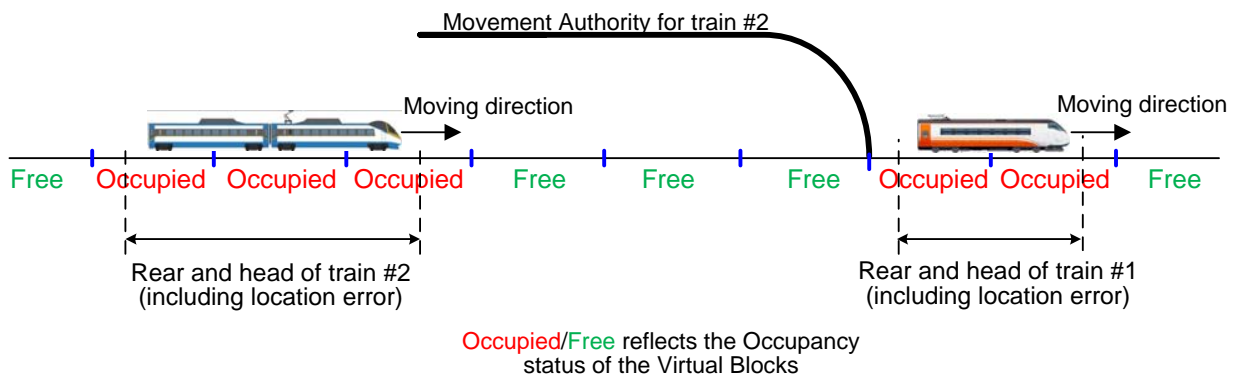 Movement Authority for train #2
Moving direction
Moving direction
Free Occupied Occupied Occupied Free Free Free Occupied Occupied Free
Rear and head of train #2
(including location error)
Rear and head of train #1
(including location error)
Occupied/Free reflects the Occupancy
status of the Virtual Blocks